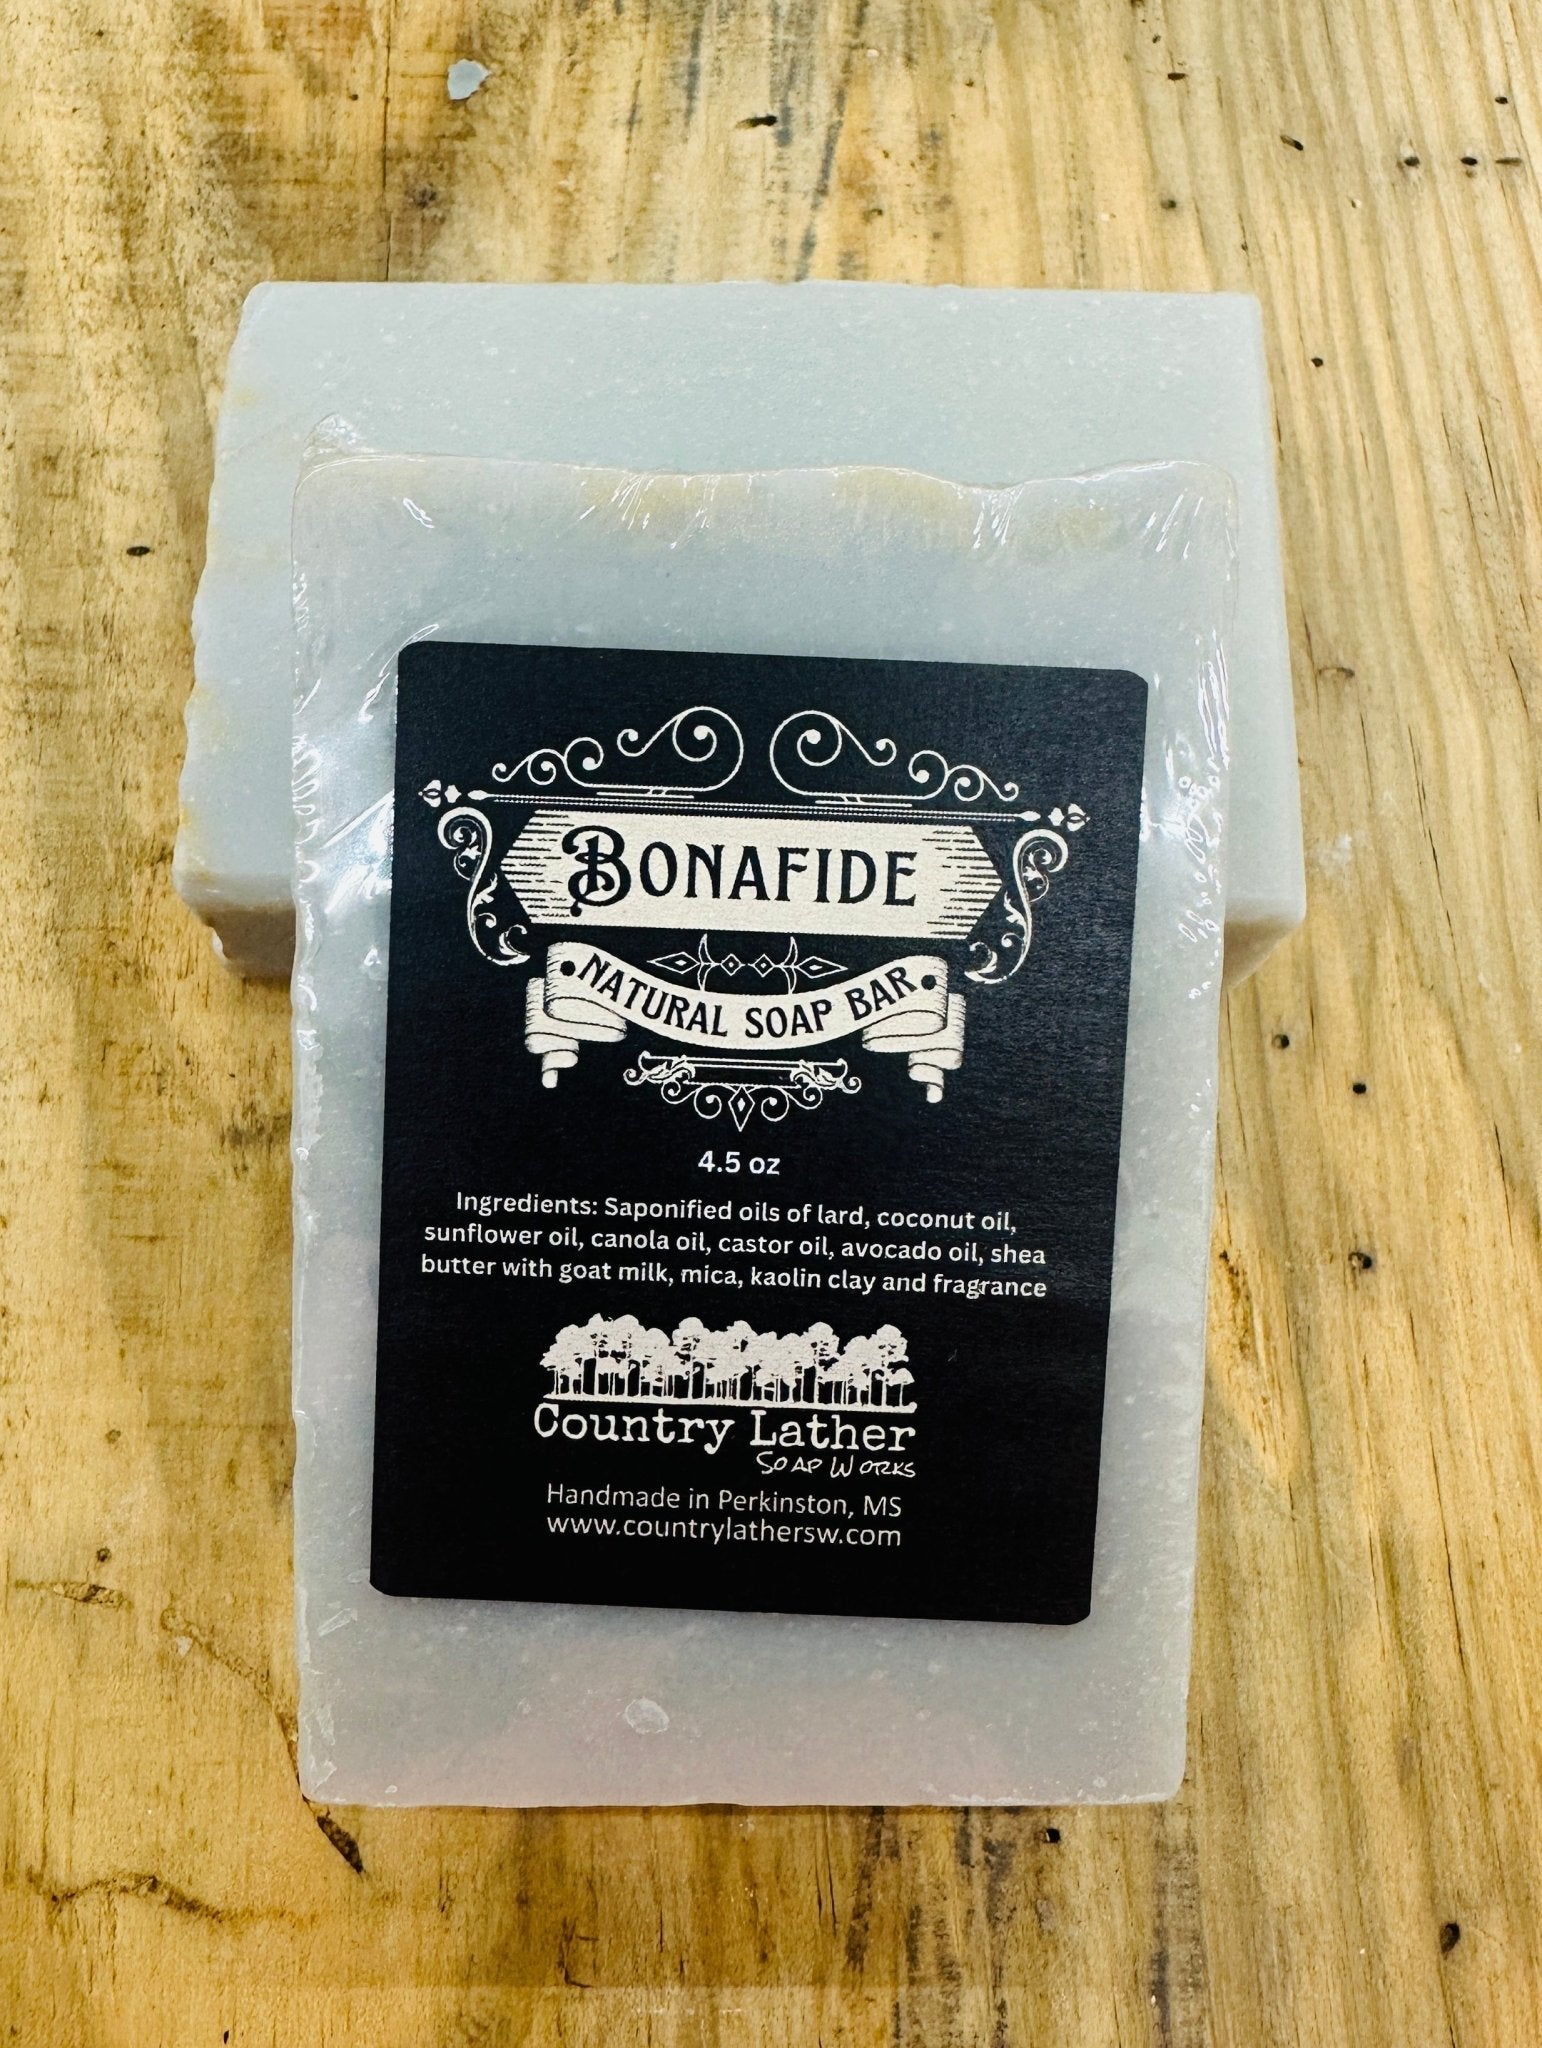 BONAFIDE
NATURAL SOAP BAR
4.5 oz
Ingredients: Saponified oils of lard, coconut oil,
sunflower oil, canola oil, castor oil, avocado oil, shea
butter with goat milk, mica, kaolin clay and fragrance
Country Lather
SOAP WORKS
Handmade in Perkinston, MS
www.countrylathersw.com